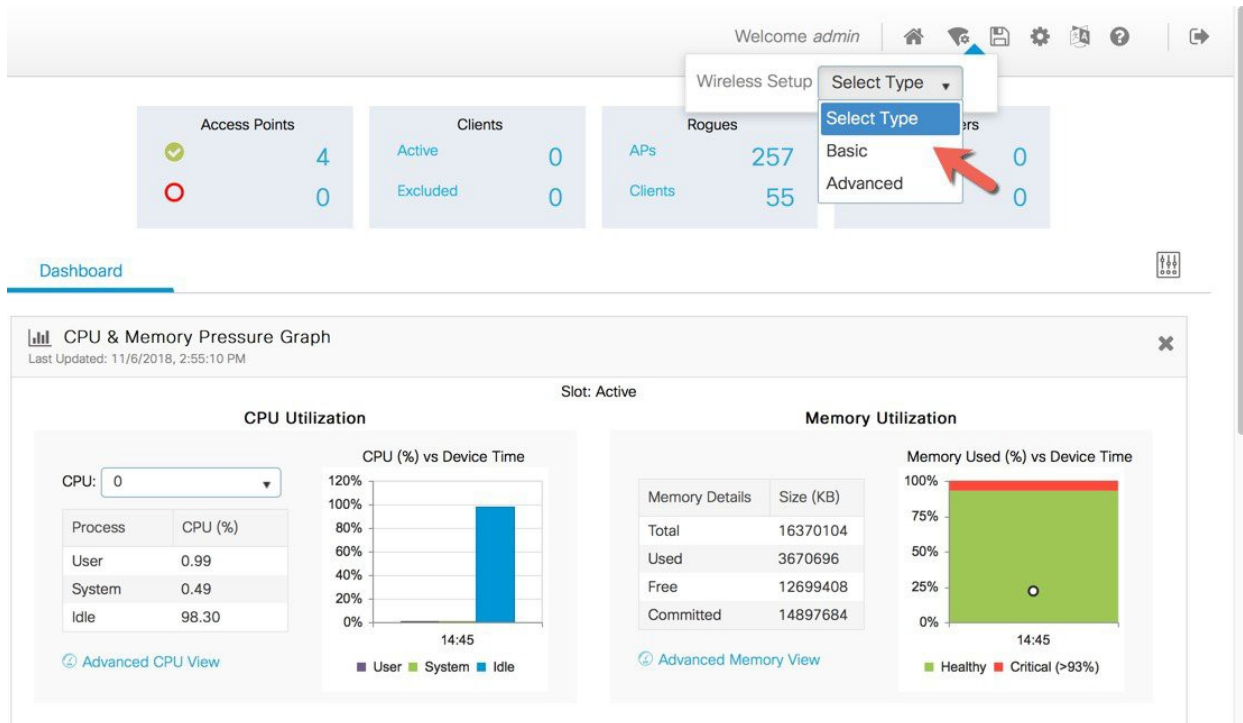 Welcome admin
Wireless Setup Select Type
Select Type
Basic
Advanced
Access Points
4
0
Clients
Active 0
Excluded 0
Rogues
APs 257
Clients 55
ers
0
0
Dashboard
CPU & Memory Pressure Graph
Last Updated: 11/6/2018, 2:55:10 PM
Slot: Active
CPU Utilization
CPU: 0
Process CPU (%)
User 0.99
System 0.49
Idle 98.30
Advanced CPU View
CPU (%) vs Device Time
120%
100%
80%
60%
40%
20%
0%
14:45
User System Idle
Memory Utilization
Memory Details Size (KB)
Total 16370104
Used 3670696
Free 12699408
Committed 14897684
Advanced Memory View
Memory Used (%) vs Device Time
100%
75%
50%
25%
0%
14:45
Healthy Critical (>93%)